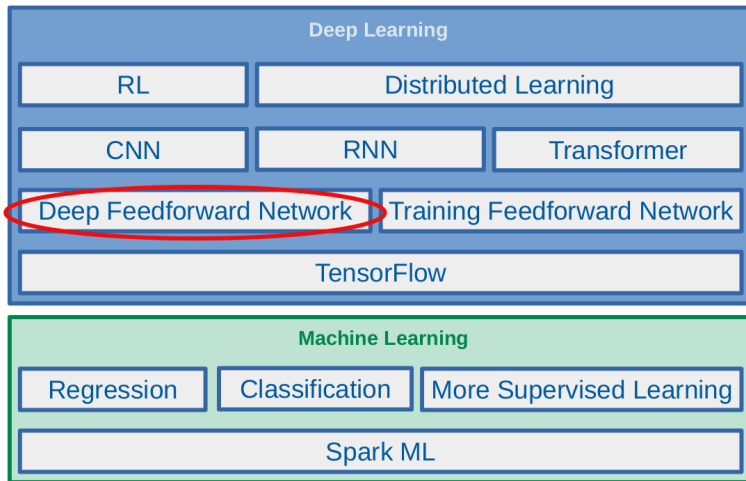 Deep Learning
RL
Distributed Learning
CNN
RNN
Transformer
Deep Feedforward Network
Training Feedforward Network
TensorFlow
Machine Learning
Regression
Classification
More Supervised Learning
Spark ML